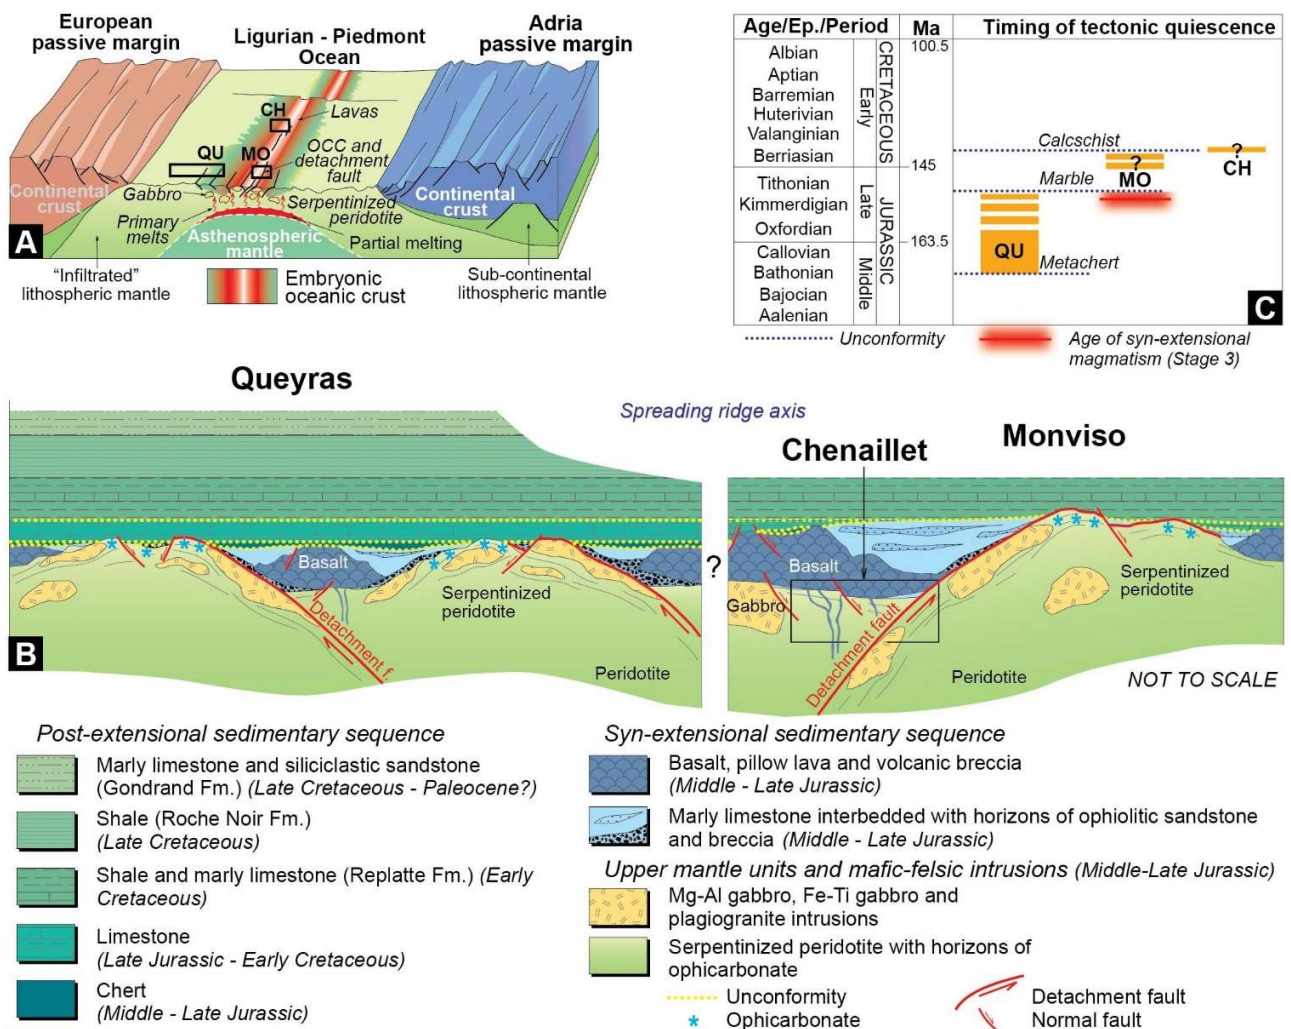 European
passive margin
Ligurian - Piedmont
Ocean
Adria
passive margin
CH
Lavas
QU
MO
OCC and
detachment
fault
Continental
crust
Gabbro
Primary
melts
Serpentinized
peridotite
Continental
crust
Asthenospheric
mantle
Partial melting
A
"Infiltrated"
lithospheric mantle
Embryonic
oceanic crust
Sub-continental
lithospheric mantle
Age/Ep./Period
Ma
Timing of tectonic quiescence
100.5
Albian
Aptian
Barremian
Huterivian
Valanginian
Berriasian
Early
CRETACEOUS
Calcschist
?
CH
145
?
MO
Tithonian
Kimmerdigian
Oxfordian
Late
JURASSIC
Marble
163.5
Callovian
Bathonian
Bajocian
Aalenian
Middle
QU
Metachert
C
Unconformity
Age of syn-extensional
magmatism (Stage 3)
Queyras
Spreading ridge axis
Chenaillet
Monviso
Basalt
Serpentinized
peridotite
Detachment f.
Peridotite
B
?
Basalt
Gabbro
Detachment fault
Serpentinized
peridotite
Peridotite
NOT TO SCALE
Post-extensional sedimentary sequence
Marly limestone and siliciclastic sandstone
(Gondrand Fm.) (Late Cretaceous - Paleocene?)
Shale (Roche Noir Fm.)
(Late Cretaceous)
Shale and marly limestone (Replatte Fm.) (Early
Cretaceous)
Limestone
(Late Jurassic - Early Cretaceous)
Chert
(Middle - Late Jurassic)
Syn-extensional sedimentary sequence
Basalt, pillow lava and volcanic breccia
(Middle - Late Jurassic)
Marly limestone interbedded with horizons of ophiolitic sandstone
and breccia (Middle - Late Jurassic)
Upper mantle units and mafic-felsic intrusions (Middle-Late Jurassic)
Mg-Al gabbro, Fe-Ti gabbro and
plagiogranite intrusions
Serpentinized peridotite with horizons of
ophicarbonate
Unconformity
Ophicarbonate
Detachment fault
Normal fault